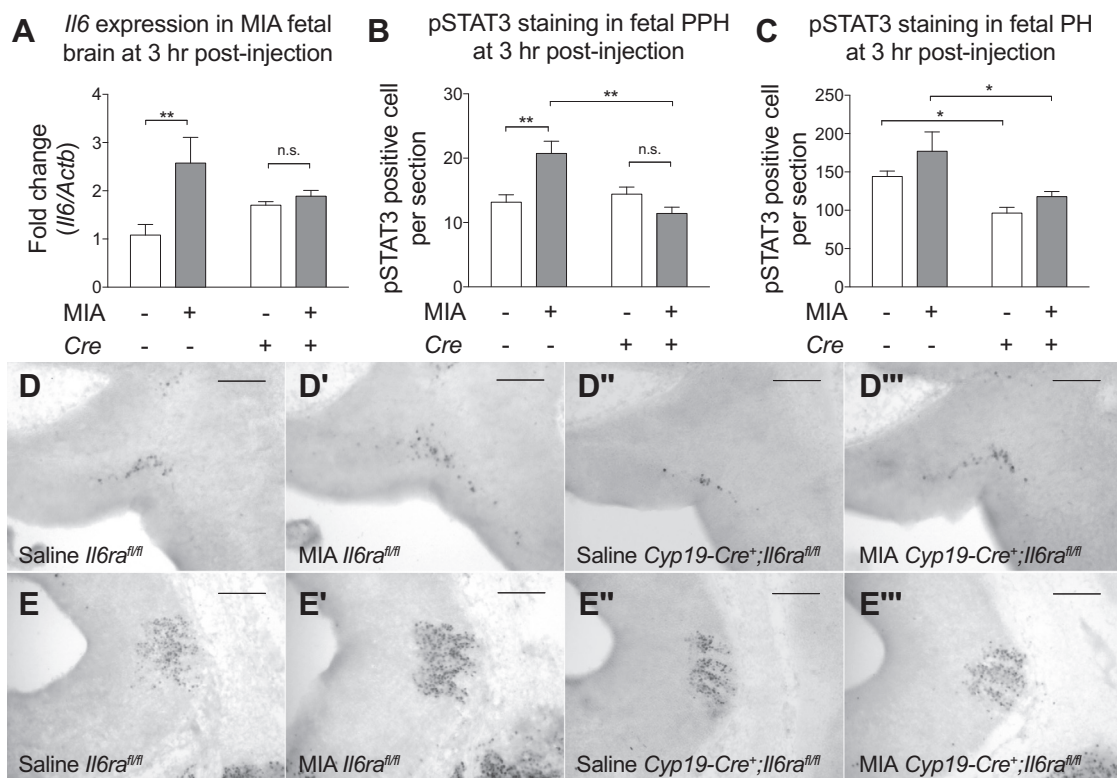 A
Il6 expression in MIA fetal
brain at 3 hr post-injection
Fold change
(Il6/Actb)
4
3
2
1
0
**
n.s.
MIA - + - +
Cre - - + +
B
pSTAT3 staining in fetal PPH
at 3 hr post-injection
pSTAT3 positive cell
per section
30
20
10
0
**
**
n.s.
- + - +
Cre - - + +
C
pSTAT3 staining in fetal PH
at 3 hr post-injection
pSTAT3 positive cell
per section
250
200
150
100
50
0
*
*
MIA - + - +
Cre - - + +
D
Saline Il6rafl/fl
D'
MIA Il6rafl/fl
D''
Saline Cyp19-Cre+;Il6rafl/fl
D'''
MIA Cyp19-Cre+;Il6rafl/fl
E
Saline Il6rafl/fl
E'
MIA Il6rafl/fl
E''
Saline Cyp19-Cre+;Il6rafl/fl
E'''
MIA Cyp19-Cre+;Il6rafl/fl